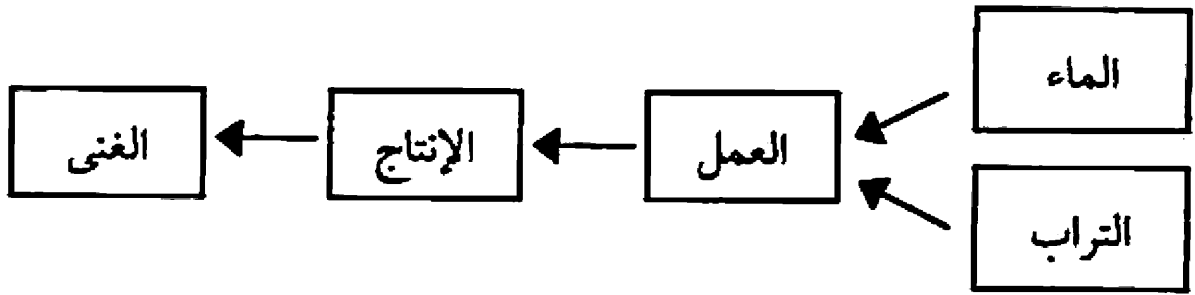 الماء
التراب
العمل
الإنتاج
الغنى